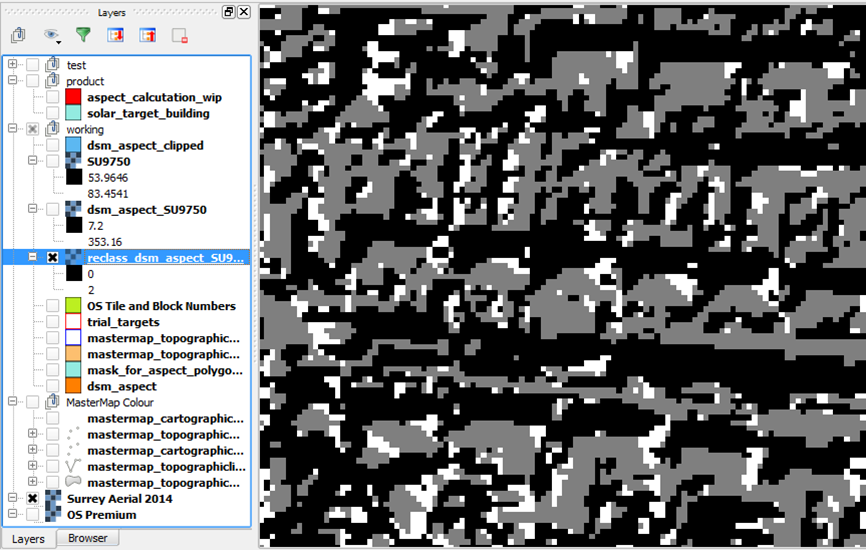 Layers
test
product
aspect_calcutation_wip
solar_target_building
working
dsm_aspect_clipped
SU9750
53.9646
83.4541
dsm_aspect_SU9750
7.2
353.16
reclass_dsm_aspect_SU9...
0
2
OS Tile and Block Numbers
trial_targets
mastermap_topographic...
mastermap_topographic...
mask_for_aspect_polygo...
dsm_aspect
MasterMap Colour
mastermap_cartographic...
mastermap_topographic...
mastermap_cartographic...
mastermap_topographicli...
mastermap_topographic...
Surrey Aerial 2014
OS Premium
Layers Browser